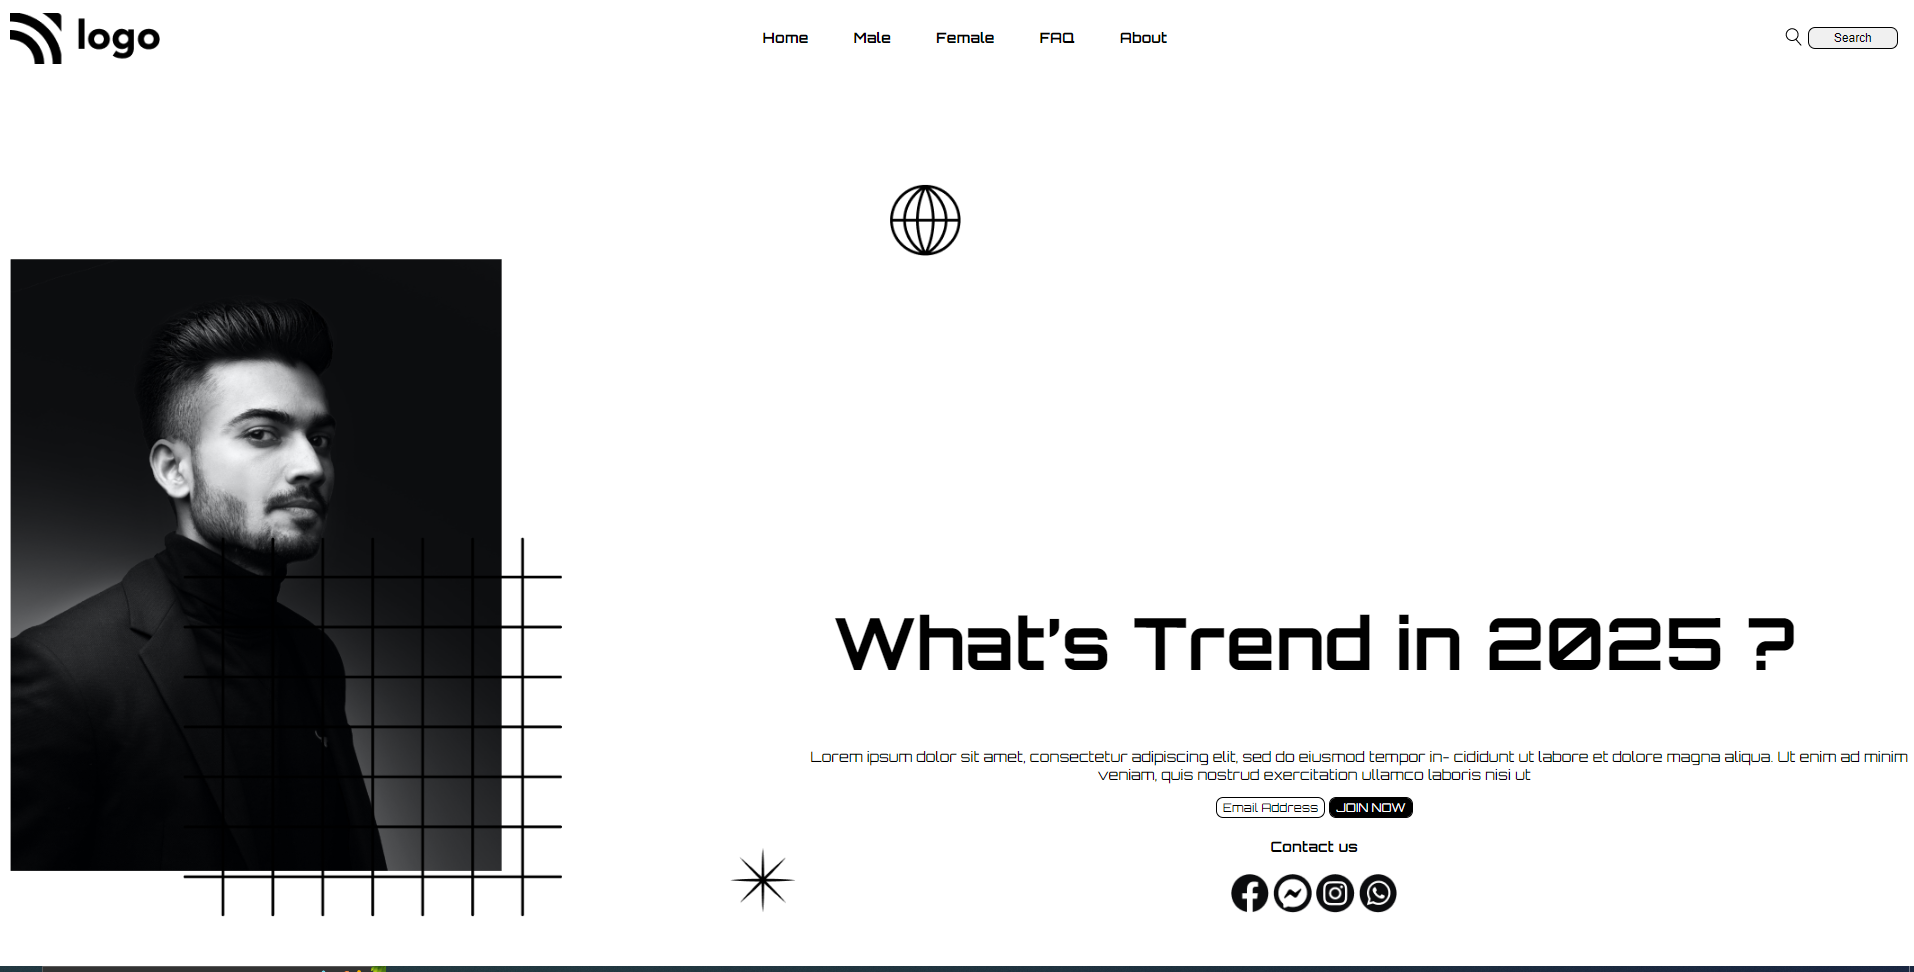 logo
Home Male Female FAQ About
Search
What's Trend in 2025 ?
Lorem ipsum dolor sit amet, consectetur adipiscing elit, sed do eiusmod tempor in- cididunt ut labore et dolore magna aliqua. Ut enim ad minim
veniam, quis nostrud exercitation ullamco laboris nisi ut
Email Address JOIN NOW
Contact us